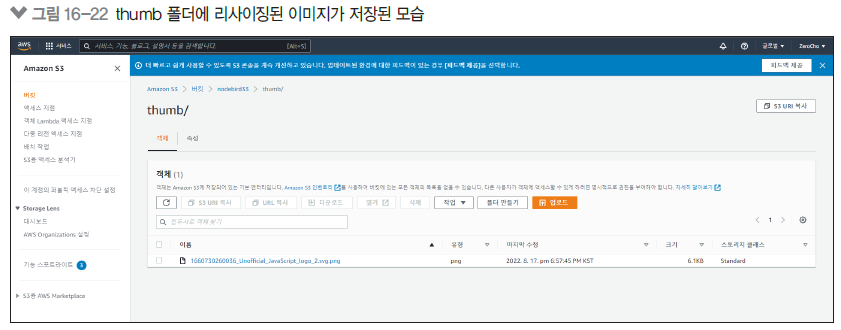 그림 16-22 thumb 폴더에 리사이징된 이미지가 저장된 모습
aws 서비스 서비스, 기능, 블로그, 설명서 등을 검색합니다. [Alt+S] 글로벌 ZeroCho
Amazon S3
더 빠르고 쉽게 사용할 수 있도록 S3 콘솔을 계속 개선하고 있습니다. 업데이트된 환경에 대한 피드백이 있는 경우 [피드백 제공]을 선택합니다. 피드백 제공
Amazon S3 > 버킷 > nodebird33 > thumb/
thumb/
S3 URI 복사
버킷
액세스 지점
객체 Lambda 액세스 지점
다중 리전 액세스 지점
배치 작업
S3용 액세스 분석기
이 계정의 퍼블릭 액세스 차단 설정
Storage Lens
대시보드
AWS Organizations 설정
기능 스포트라이트 3
S3용 AWS Marketplace
객체 속성
객체 (1)
객체는 Amazon S3에 저장되어 있는 기본 엔터티입니다. Amazon S3 인벤토리를 사용하여 버킷에 있는 모든 객체의 목록을 얻을 수 있습니다. 다른 사용자가 객체에 액세스할 수 있게 하려면 명시적으로 권한을 부여해야 합니다. 자세히 알아보기
S3 URI 복사 URL 복사 다운로드 열기 삭제 작업 폴더 만들기 업로드
접두사로 객체 찾기
1
이름 유형 마지막 수정 크기 스토리지 클래스
1660730260036_Unofficial_JavaScript_logo_2.svg.png png 2022. 8. 17. pm 6:57:45 PM KST 6.1KB Standard